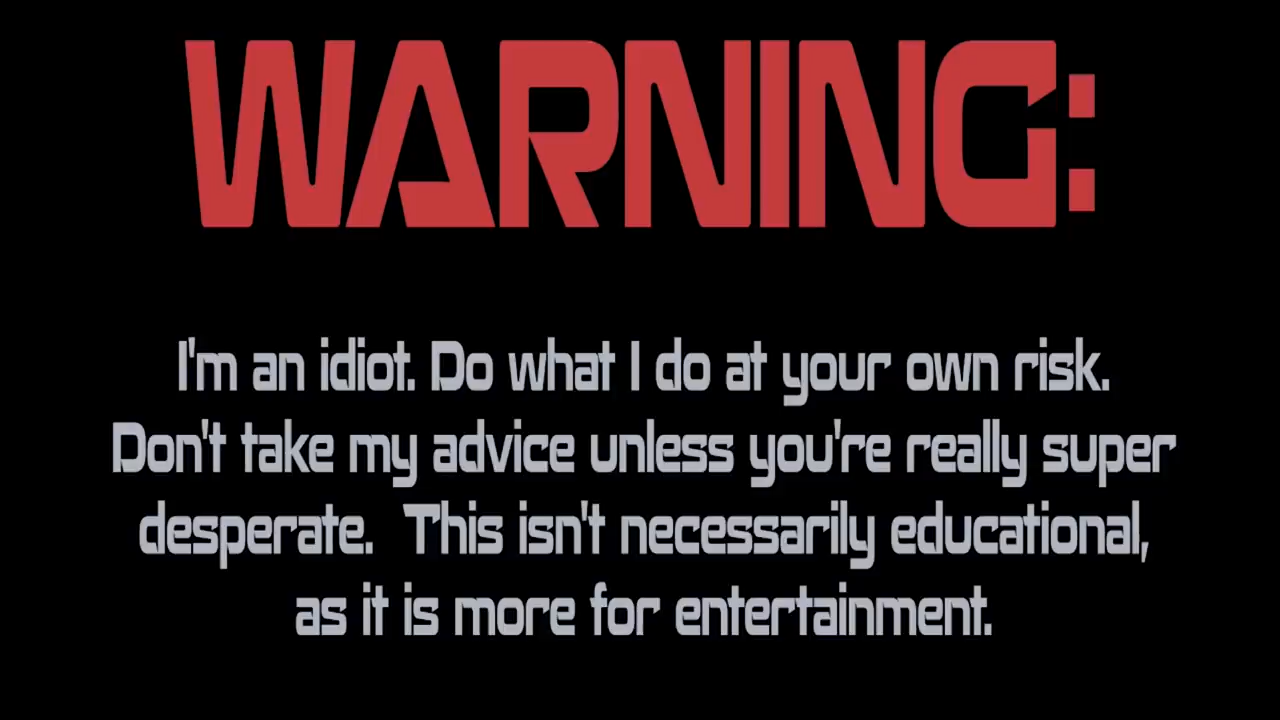 WARNING:
I'm an idiot. Do what I do at your own risk.
Don't take my advice unless you're really super
desperate.  This isn't necessarily educational,
as it is more for entertainment.